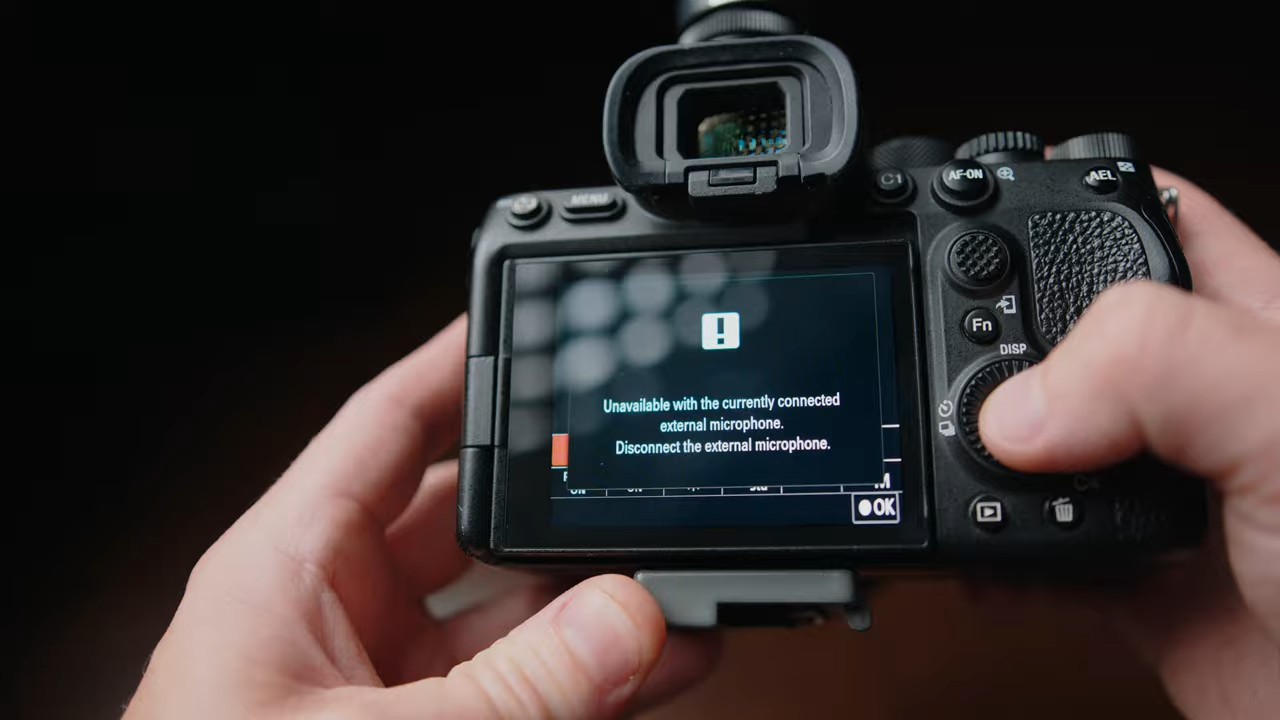 MENU
C1
AF-ON
AEL
Fn
DISP
Unavailable with the currently connected
external microphone.
Disconnect the external microphone.
OK